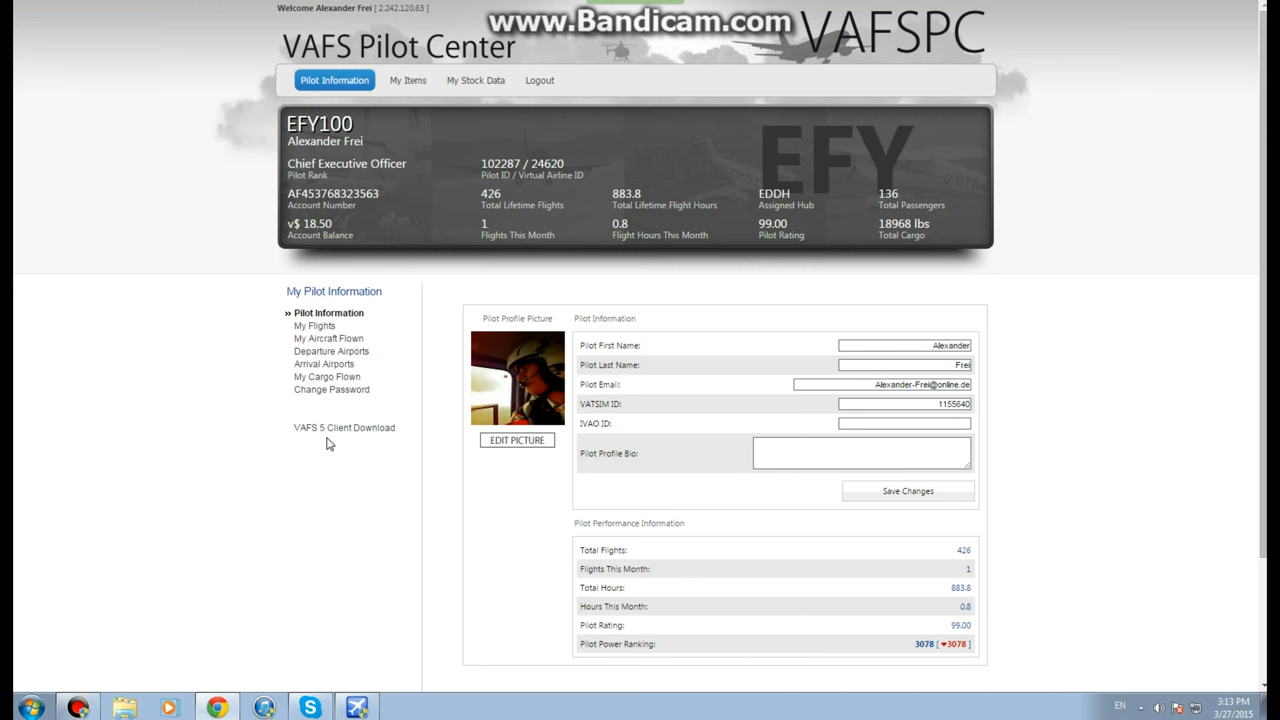 Welcome Alexander Frei [ 2.242.120.63 ]
www.Bandicam.com
VAFS Pilot Center
VAFSPC
Pilot Information My Items My Stock Data Logout
EFY100
Alexander Frei
EFY
Chief Executive Officer 102287 / 24620
Pilot Rank Pilot ID / Virtual Airline ID
AF453768323563 426 883.8 EDDH 136
Account Number Total Lifetime Flights Total Lifetime Flight Hours Assigned Hub Total Passengers
v$ 18.50 1 0.8 99.00 18968 lbs
Account Balance Flights This Month Flight Hours This Month Pilot Rating Total Cargo
My Pilot Information
» Pilot Information
My Flights
My Aircraft Flown
Departure Airports
Arrival Airports
My Cargo Flown
Change Password
VAFS 5 Client Download
Pilot Profile Picture
EDIT PICTURE
Pilot Information
Pilot First Name: Alexander
Pilot Last Name: Frei
Pilot Email: Alexander-Frei@online.de
VATSIM ID: 1155640
IVAO ID:
Pilot Profile Bio:
Save Changes
Pilot Performance Information
Total Flights: 426
Flights This Month: 1
Total Hours: 883.8
Hours This Month: 0.8
Pilot Rating: 99.00
Pilot Power Ranking: 3078 [ ▾3078 ]
EN
3:13 PM
3/27/2015